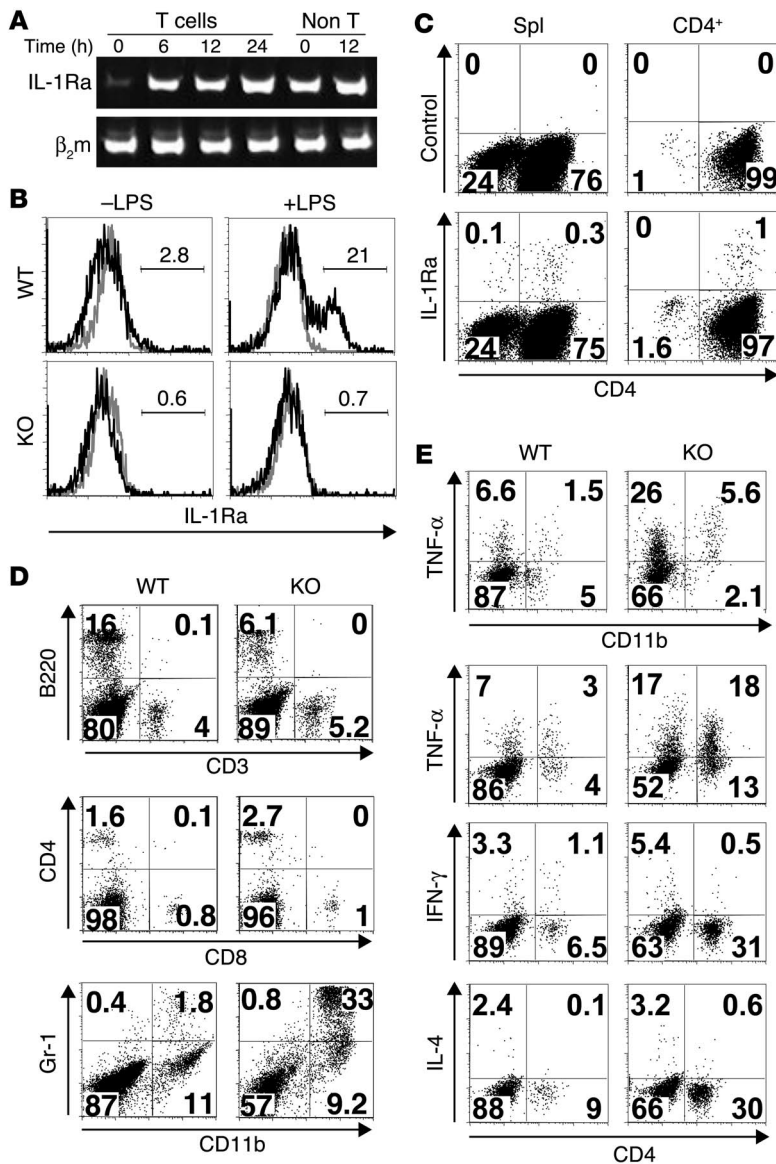 A
T cells Non T
Time (h) 0 6 12 24 0 12
IL-1Ra
β2m
B
–LPS +LPS
WT
2.8 21
KO
0.6 0.7
IL-1Ra
C
Spl CD4+
Control
0 0 0 0
24 76 1 99
IL-1Ra
0.1 0.3 0 1
24 75 1.6 97
CD4
D
WT KO
B220
16 0.1 6.1 0
80 4 89 5.2
CD3
CD4
1.6 0.1 2.7 0
98 0.8 96 1
CD8
Gr-1
0.4 1.8 0.8 33
87 11 57 9.2
CD11b
E
WT KO
TNF-α
6.6 1.5 26 5.6
87 5 66 2.1
CD11b
TNF-α
7 3 17 18
86 4 52 13
IFN-γ
3.3 1.1 5.4 0.5
89 6.5 63 31
IL-4
2.4 0.1 3.2 0.6
88 9 66 30
CD4